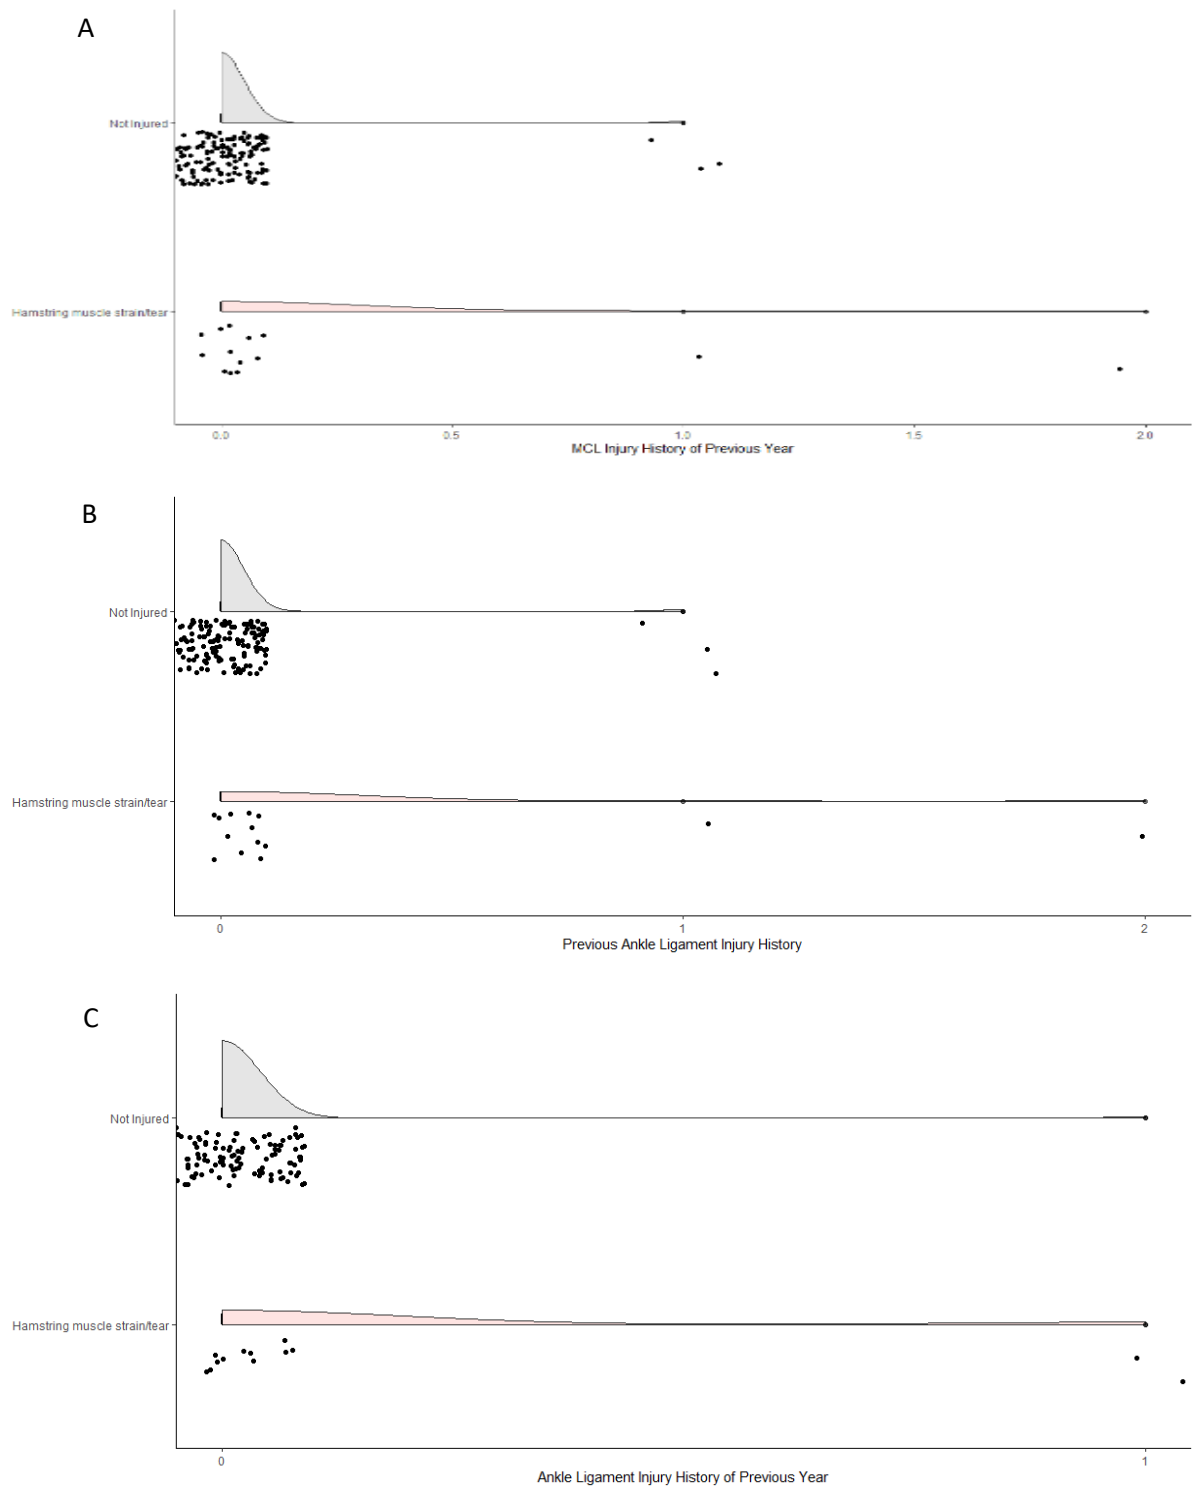 A
Not Injured
Hamstring muscle strain/tear
0.0 0.5 1.0 1.5 2.0
MCL Injury History of Previous Year
B
Not Injured
Hamstring muscle strain/tear
0 1 2
Previous Ankle Ligament Injury History
C
Not Injured
Hamstring muscle strain/tear
0 1
Ankle Ligament Injury History of Previous Year